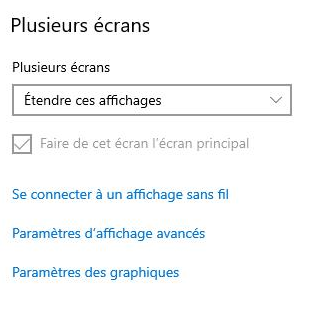 Plusieurs écrans
Plusieurs écrans
Étendre ces affichages
Faire de cet écran l’écran principal
Se connecter à un affichage sans fil
Paramètres d’affichage avancés
Paramètres des graphiques